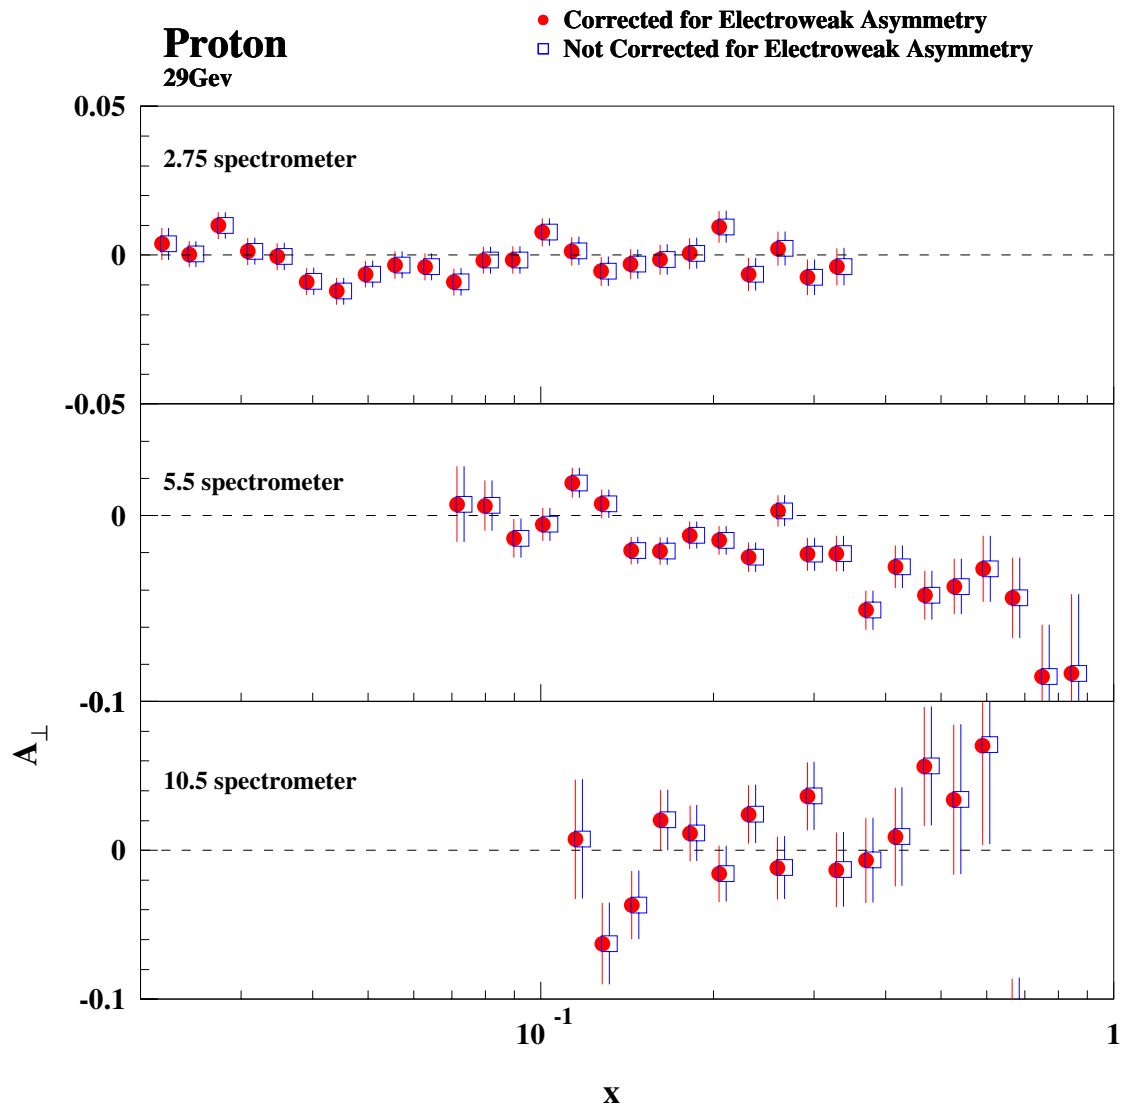 Proton
29Gev
Corrected for Electroweak Asymmetry
Not Corrected for Electroweak Asymmetry
0.05
2.75 spectrometer
0
-0.05
5.5 spectrometer
0
-0.1
10.5 spectrometer
0
-0.1
A⊥
10⁻¹
1
x